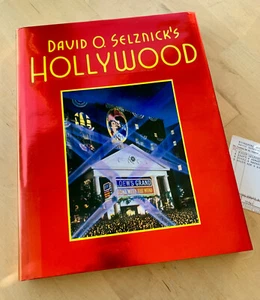 DAVID O. SELZNICK'S
HOLLYWOOD
LOEW'S GRAND
GONE WITH THE WIND